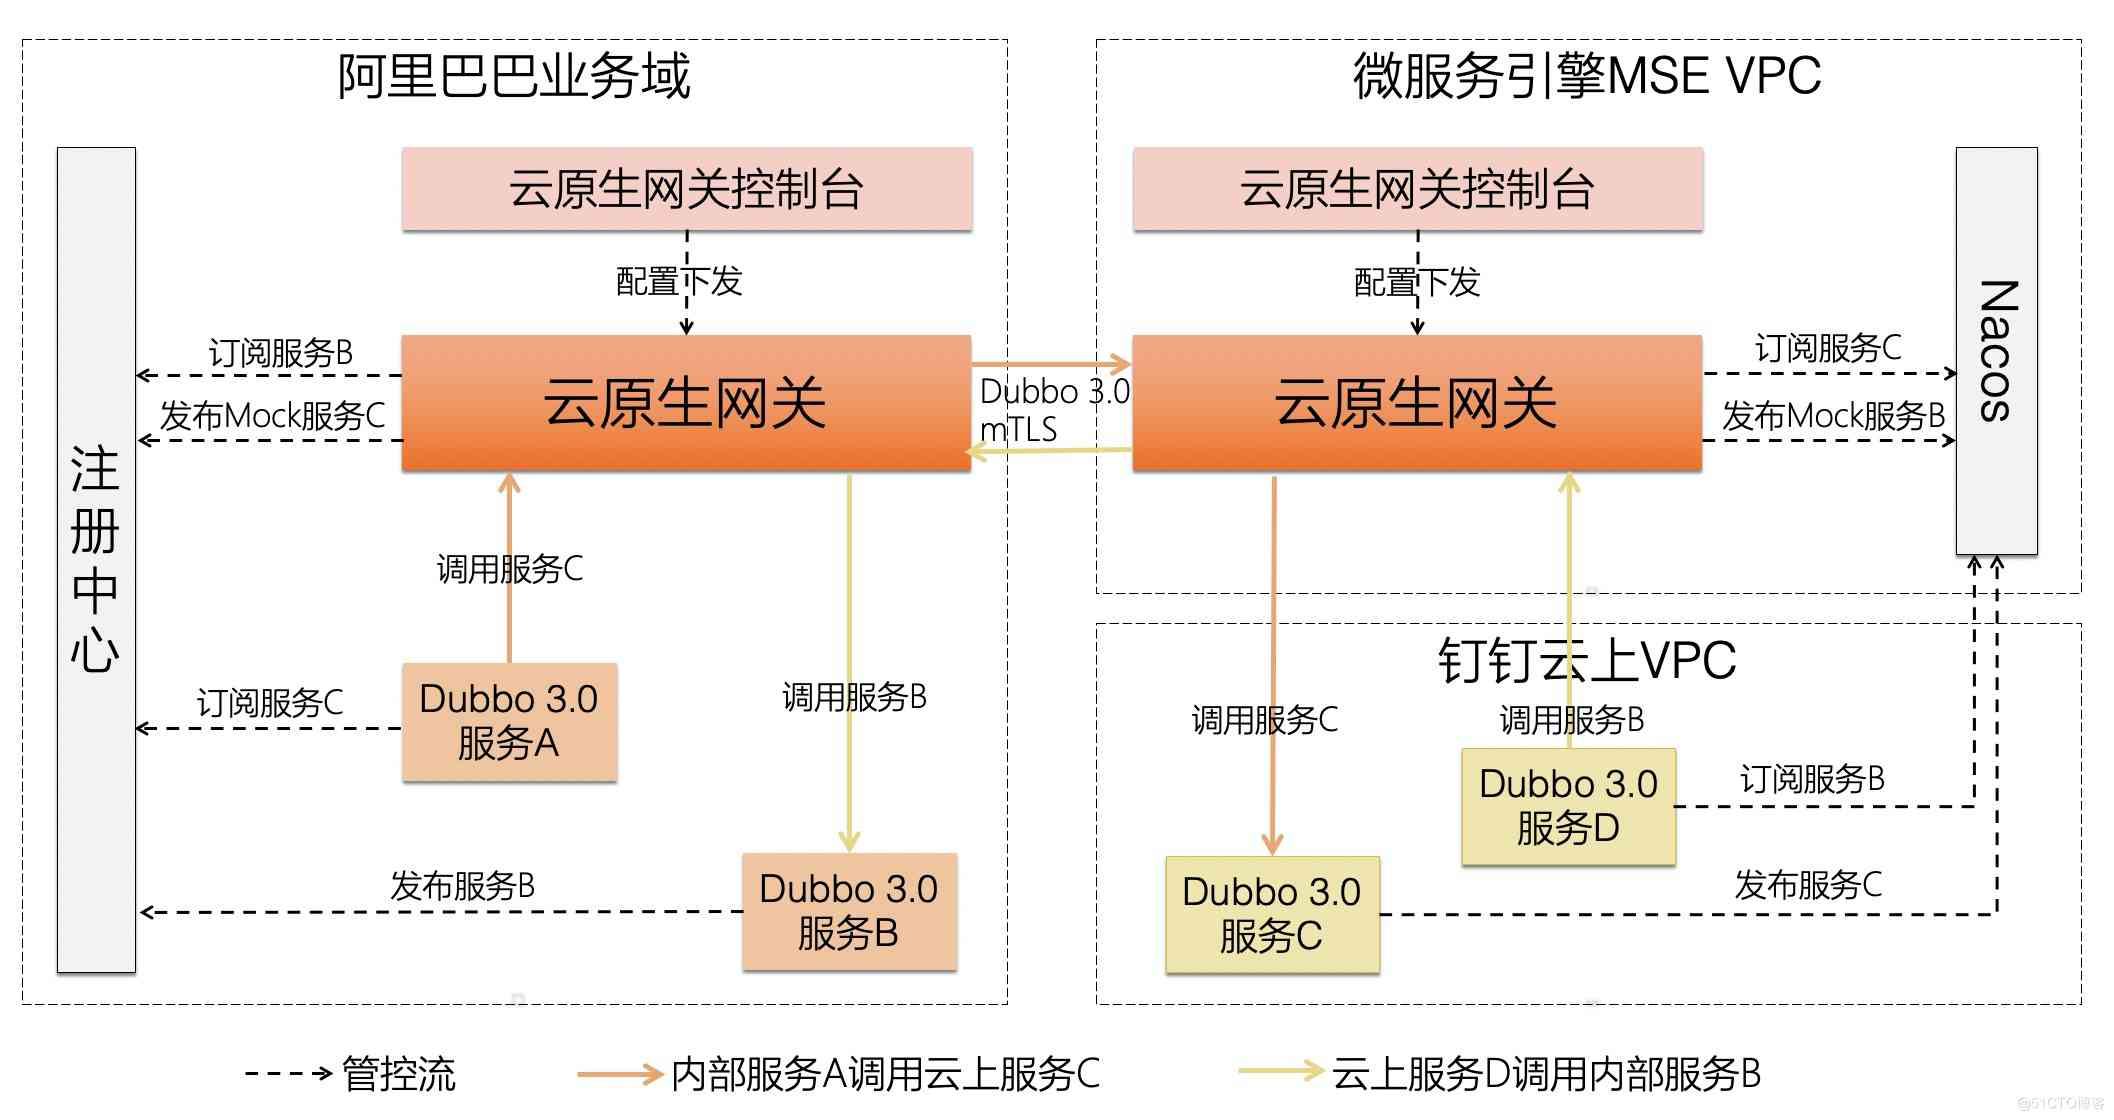 阿里巴巴业务域
微服务引擎MSE VPC
云原生网关控制台
云原生网关控制台
配置下发
配置下发
订阅服务B
发布Mock服务C
云原生网关
Dubbo 3.0
mTLS
云原生网关
订阅服务C
发布Mock服务B
Nacos
注册中心
调用服务C
调用服务B
订阅服务C
Dubbo 3.0
服务A
发布服务B
Dubbo 3.0
服务B
钉钉云上VPC
调用服务C
调用服务B
Dubbo 3.0
服务D
订阅服务B
Dubbo 3.0
服务C
发布服务C
管控流
内部服务A调用云上服务C
云上服务D调用内部服务B
@51CTO博客